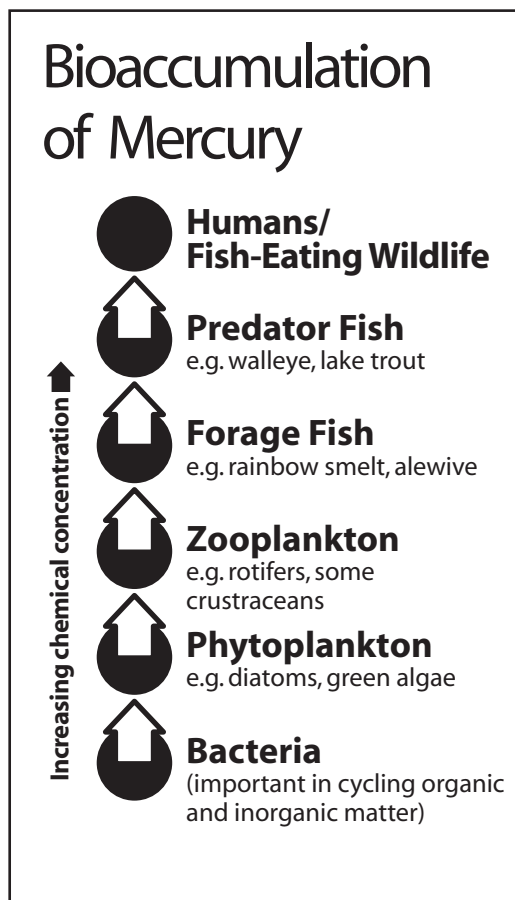 Bioaccumulation
of Mercury
Humans/
Fish-Eating Wildlife
Predator Fish
e.g. walleye, lake trout
Forage Fish
e.g. rainbow smelt, alewive
Zooplankton
e.g. rotifers, some
crustraceans
Phytoplankton
e.g. diatoms, green algae
Bacteria
(important in cycling organic
and inorganic matter)
Increasing chemical concentration